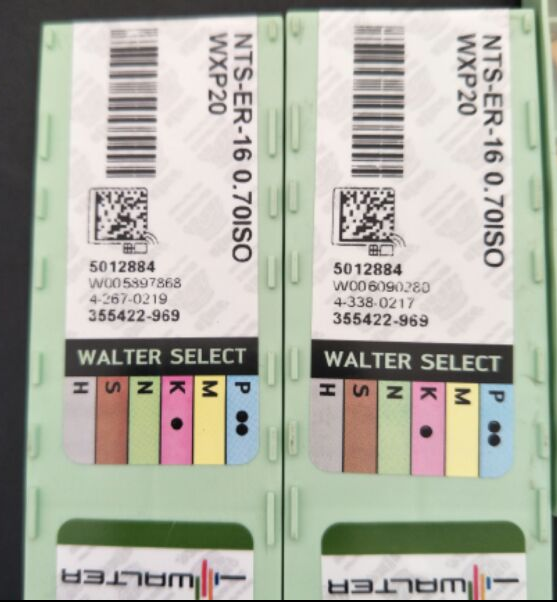 NTS-ER-16 0.70ISO
WXP20
5012884
W005897868
4-267-0219
355422-969
WALTER SELECT
H S N K M P
WALTER
NTS-ER-16 0.70ISO
WXP20
5012884
W006090280
4-338-0217
355422-969
WALTER SELECT
H S N K M P
WALTER